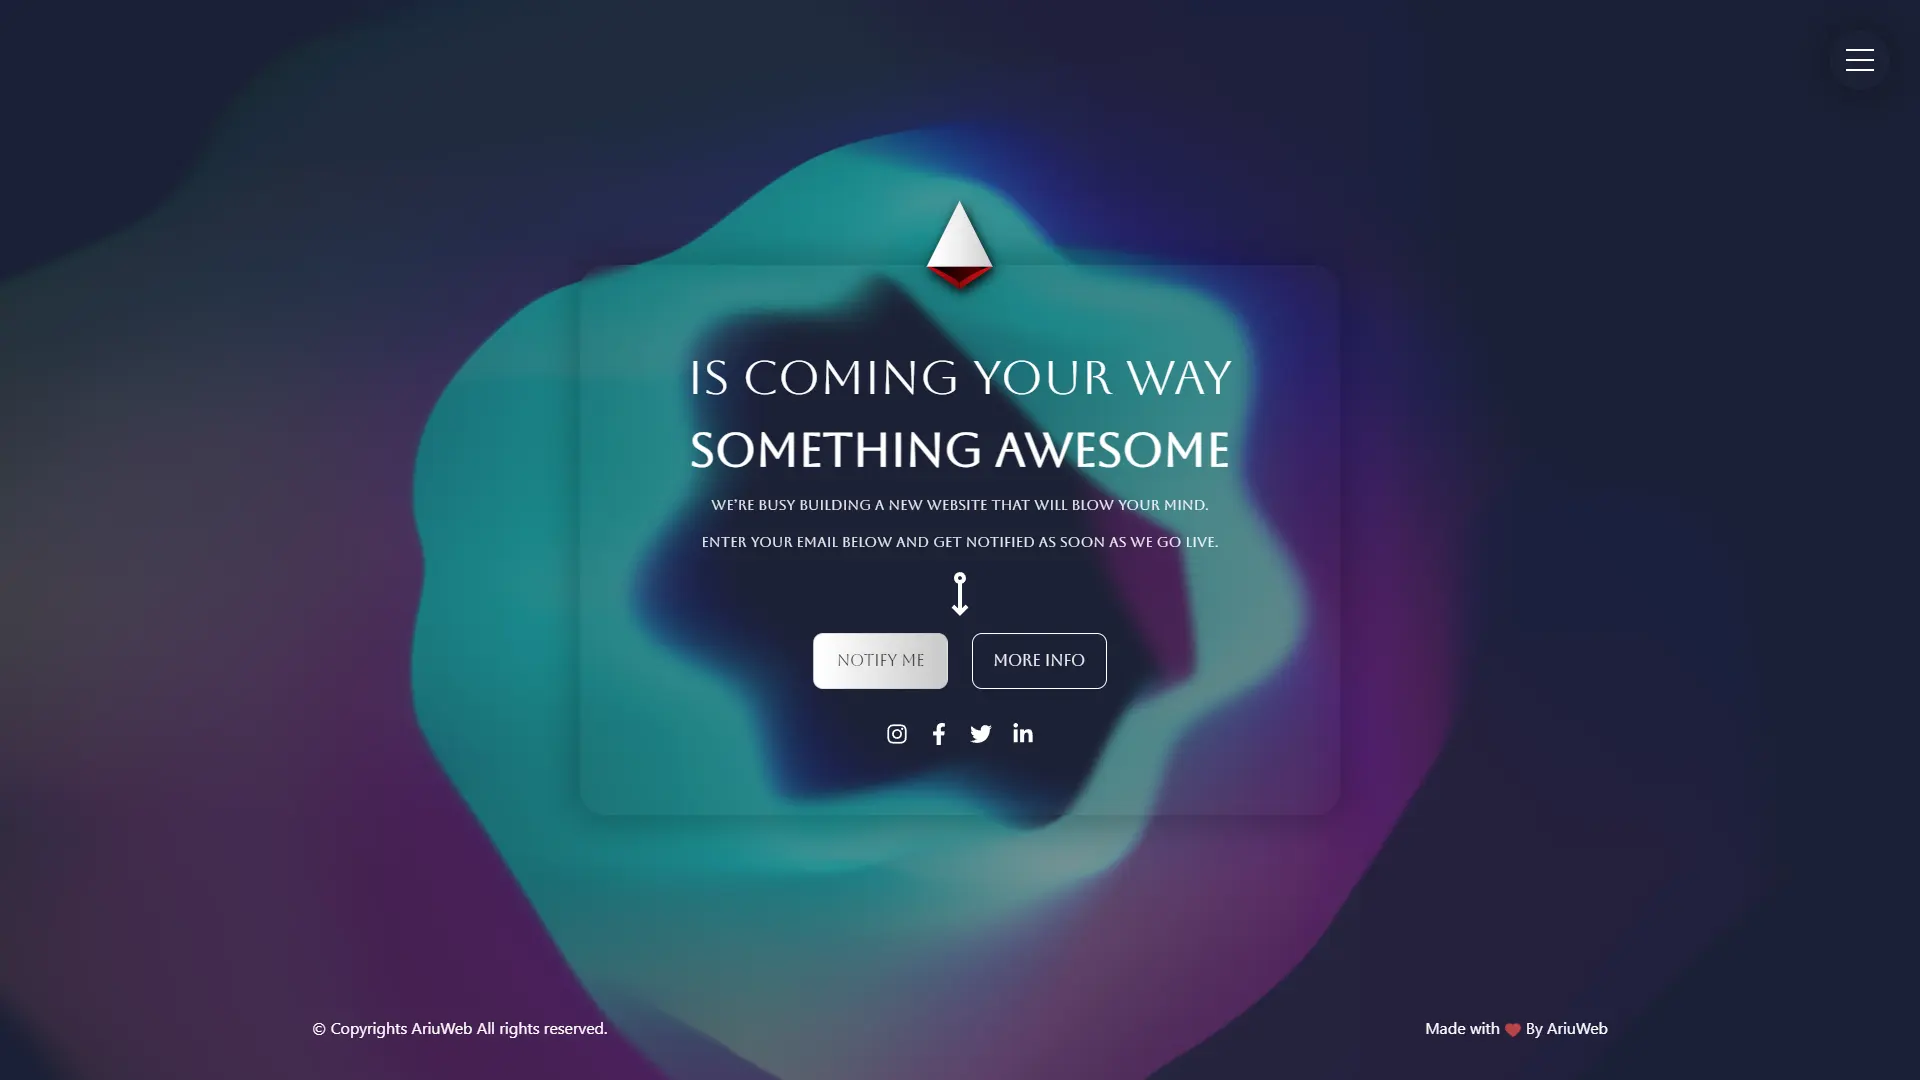 IS COMING YOUR WAY
SOMETHING AWESOME
WE'RE BUSY BUILDING A NEW WEBSITE THAT WILL BLOW YOUR MIND.
ENTER YOUR EMAIL BELOW AND GET NOTIFIED AS SOON AS WE GO LIVE.
NOTIFY ME
MORE INFO
© Copyrights AriuWeb All rights reserved.
Made with ❤ By AriuWeb